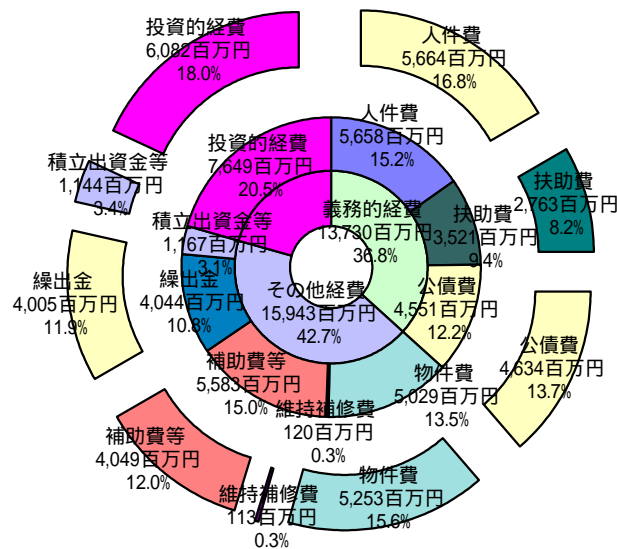 投資的経費
6,082百万円
18.0%
人件費
5,664百万円
16.8%
扶助費
2,763百万円
8.2%
公債費
4,634百万円
13.7%
物件費
5,253百万円
15.6%
維持補修費
113百万円
0.3%
補助費等
4,049百万円
12.0%
繰出金
4,005百万円
11.9%
積立出資金等
1,144百万円
3.4%
投資的経費
7,649百万円
20.5%
人件費
5,658百万円
15.2%
扶助費
3,521百万円
9.4%
公債費
4,551百万円
12.2%
物件費
5,029百万円
13.5%
維持補修費
120百万円
0.3%
補助費等
5,583百万円
15.0%
繰出金
4,044百万円
10.8%
積立出資金等
1,167百万円
3.1%
義務的経費
13,730百万円
36.8%
その他経費
15,943百万円
42.7%